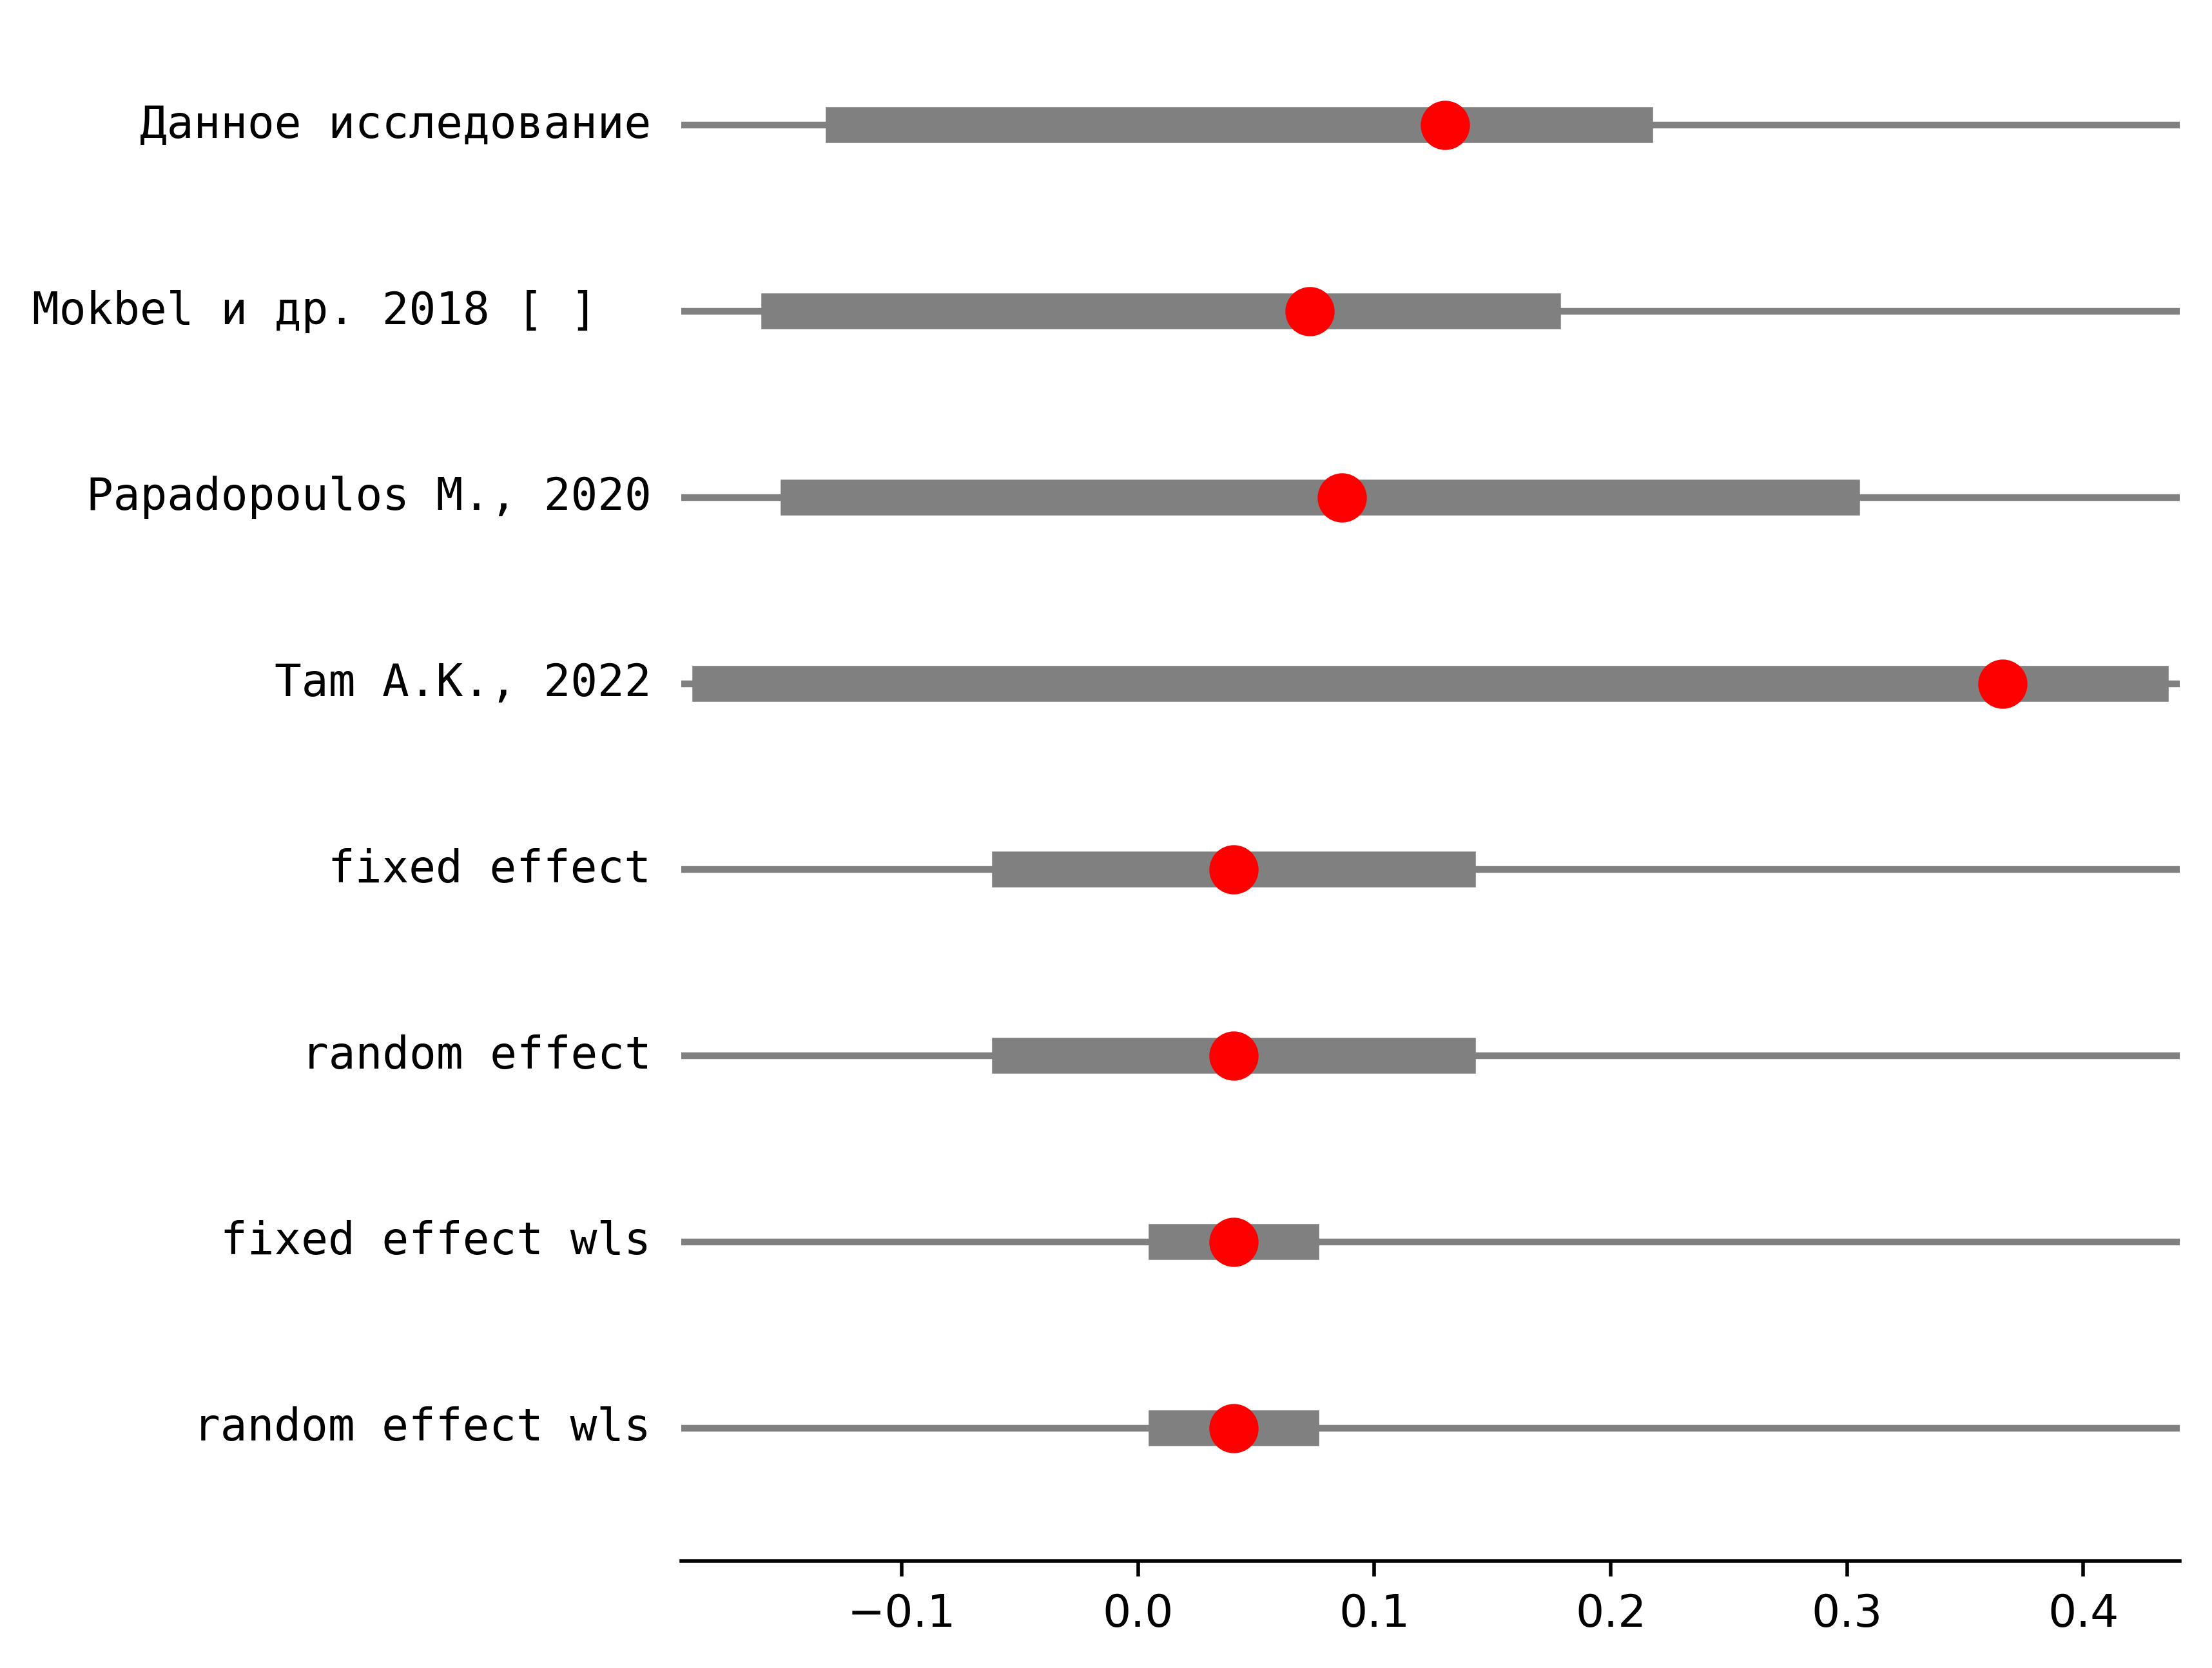 Данное исследование
Mokbel и др. 2018 [ ]
Papadopoulos M., 2020
Tam A.K., 2022
fixed effect
random effect
fixed effect wls
random effect wls
−0.1 0.0 0.1 0.2 0.3 0.4